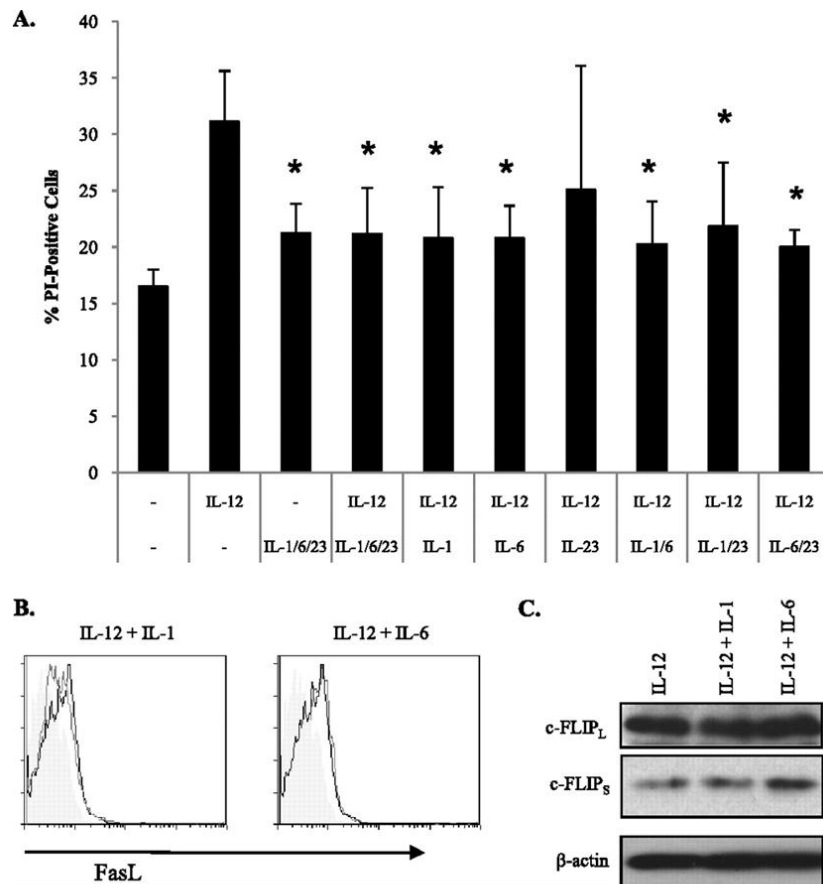 A.
40
35
30
25
20
15
10
5
0
% PI-Positive Cells
* * * * * * *
- IL-12 - IL-12 IL-12 IL-12 IL-12 IL-12 IL-12 IL-12
- - IL-1/6/23 IL-1/6/23 IL-1 IL-6 IL-23 IL-1/6 IL-1/23 IL-6/23
B.
IL-12 + IL-1 IL-12 + IL-6
FasL
C.
IL-12 IL-12 + IL-1 IL-12 + IL-6
c-FLIPL
c-FLIPS
β-actin